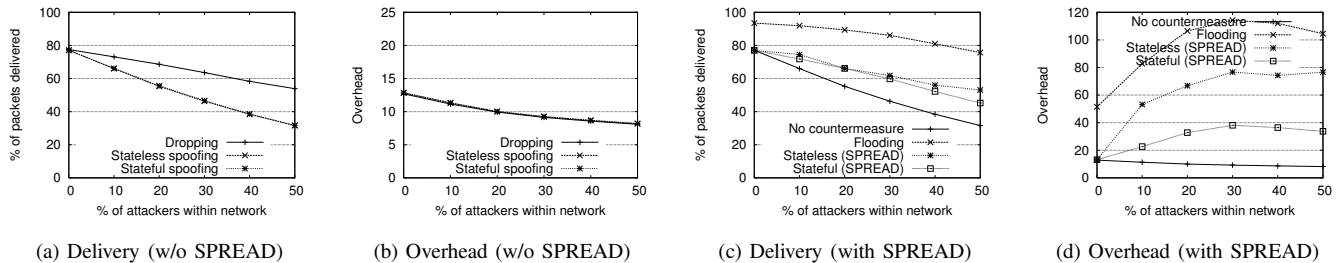 % of packets delivered
100
80
60
40
20
0
Dropping
Stateless spoofing
Stateful spoofing
0 10 20 30 40 50
% of attackers within network
(a) Delivery (w/o SPREAD)
Overhead
25
20
15
10
5
0
Dropping
Stateless spoofing
Stateful spoofing
0 10 20 30 40 50
% of attackers within network
(b) Overhead (w/o SPREAD)
% of packets delivered
100
80
60
40
20
0
No countermeasure
Flooding
Stateless (SPREAD)
Stateful (SPREAD)
0 10 20 30 40 50
% of attackers within network
(c) Delivery (with SPREAD)
Overhead
120
100
80
60
40
20
0
No countermeasure
Flooding
Stateless (SPREAD)
Stateful (SPREAD)
0 10 20 30 40 50
% of attackers within network
(d) Overhead (with SPREAD)